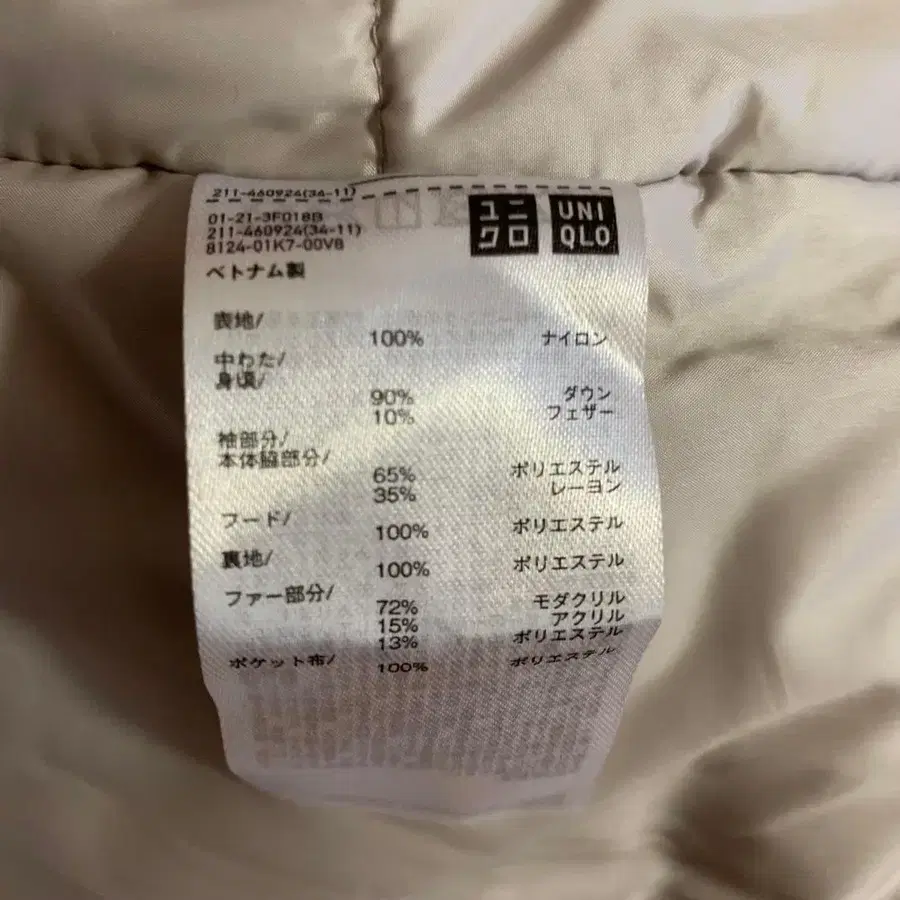 211-460924(34-11)
01-21-3F018B
211-460924(34-11)
8124-01K7-00V8
ユニクロ
UNIQLO
ベトナム製
表地/
100% ナイロン
中わた/
身頃/
90% ダウン
10% フェザー
袖部分/
本体脇部分/
65% ポリエステル
35% レーヨン
フード/
100% ポリエステル
裏地/
100% ポリエステル
ファー部分/
72% モダクリル
15% アクリル
13% ポリエステル
ポケット布/
100% ポリエステル